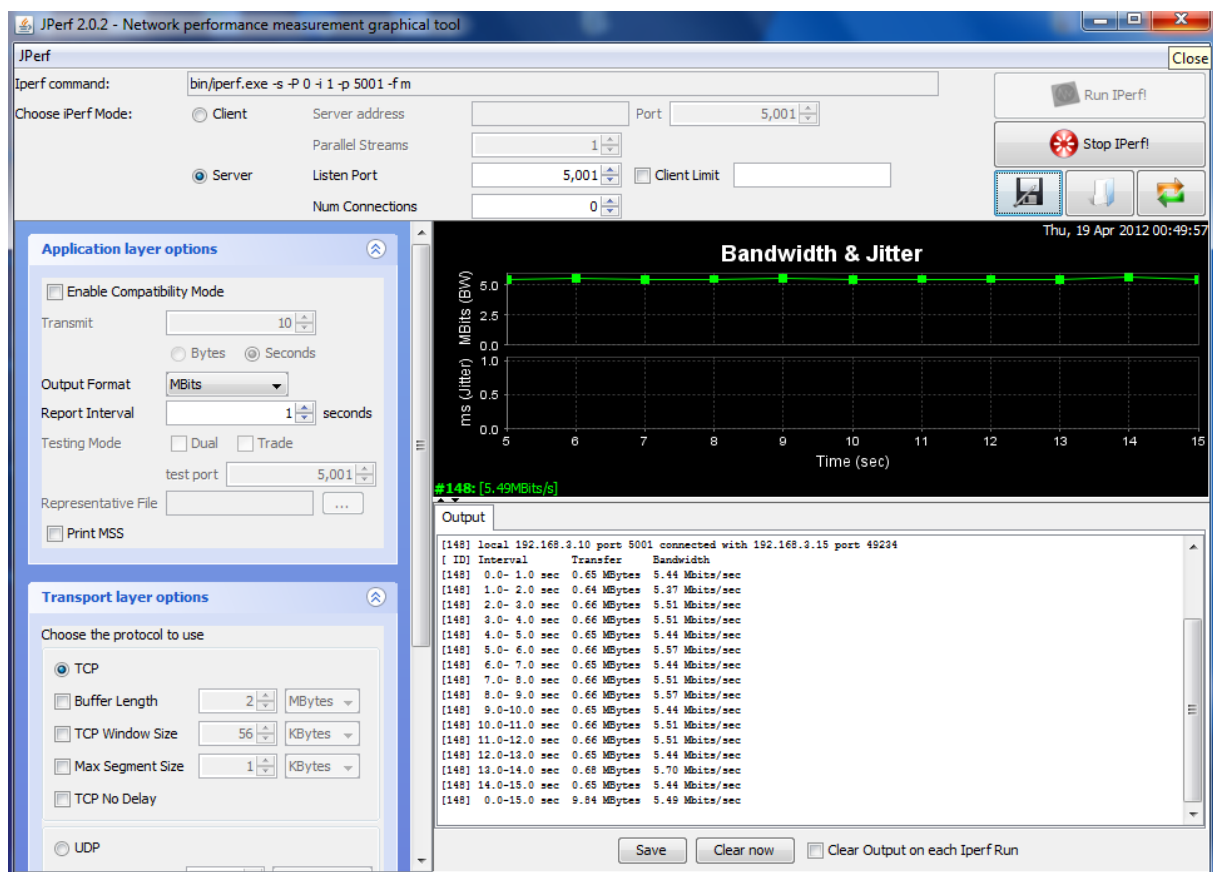 JPerf 2.0.2 - Network performance measurement graphical tool
JPerf
Close
Iperf command:
bin/iperf.exe -s -P 0 -i 1 -p 5001 -f m
Run IPerf!
Choose iPerf Mode:
Client
Server address
Port
5,001
Parallel Streams
1
Stop IPerf!
Server
Listen Port
5,001
Client Limit
Num Connections
0
Application layer options
Enable Compatibility Mode
Transmit
10
Bytes
Seconds
Output Format
MBits
Report Interval
1
seconds
Testing Mode
Dual
Trade
test port
5,001
Representative File
...
Print MSS
Transport layer options
Choose the protocol to use
TCP
Buffer Length
2
MBytes
TCP Window Size
56
KBytes
Max Segment Size
1
KBytes
TCP No Delay
UDP
Thu, 19 Apr 2012 00:49:57
Bandwidth & Jitter
MBits (BW)
5.0
2.5
0.0
ms (Jitter)
1.0
0.5
0.0
5 6 7 8 9 10 11 12 13 14 15
Time (sec)
#148: [5.49MBits/s]
Output
[148] local 192.168.3.10 port 5001 connected with 192.168.3.15 port 49234
[ ID] Interval Transfer Bandwidth
[148] 0.0- 1.0 sec 0.65 MBytes 5.44 Mbits/sec
[148] 1.0- 2.0 sec 0.64 MBytes 5.37 Mbits/sec
[148] 2.0- 3.0 sec 0.66 MBytes 5.51 Mbits/sec
[148] 3.0- 4.0 sec 0.66 MBytes 5.51 Mbits/sec
[148] 4.0- 5.0 sec 0.65 MBytes 5.44 Mbits/sec
[148] 5.0- 6.0 sec 0.66 MBytes 5.57 Mbits/sec
[148] 6.0- 7.0 sec 0.65 MBytes 5.44 Mbits/sec
[148] 7.0- 8.0 sec 0.66 MBytes 5.51 Mbits/sec
[148] 8.0- 9.0 sec 0.66 MBytes 5.57 Mbits/sec
[148] 9.0-10.0 sec 0.65 MBytes 5.44 Mbits/sec
[148] 10.0-11.0 sec 0.66 MBytes 5.51 Mbits/sec
[148] 11.0-12.0 sec 0.66 MBytes 5.51 Mbits/sec
[148] 12.0-13.0 sec 0.65 MBytes 5.44 Mbits/sec
[148] 13.0-14.0 sec 0.68 MBytes 5.70 Mbits/sec
[148] 14.0-15.0 sec 0.65 MBytes 5.44 Mbits/sec
[148] 0.0-15.0 sec 9.84 MBytes 5.49 Mbits/sec
Save
Clear now
Clear Output on each Iperf Run